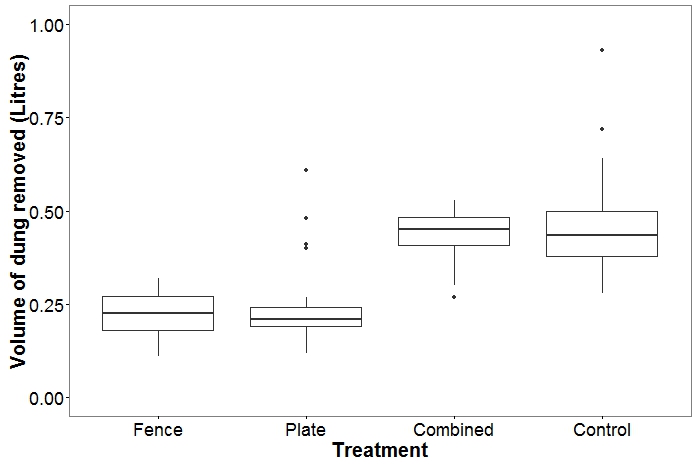 Volume of dung removed (Litres)
1.00
0.75
0.50
0.25
0.00
Fence Plate Combined Control
Treatment